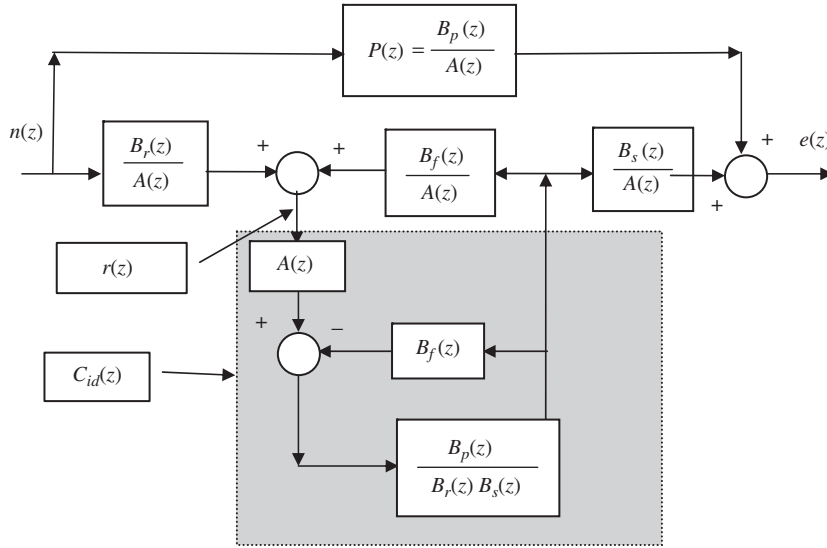 P(z) = B_p(z) / A(z)
n(z)
e(z)
B_r(z) / A(z)
B_f(z) / A(z)
B_s(z) / A(z)
+
+
+
+
r(z)
A(z)
+
−
B_f(z)
C_id(z)
B_p(z) / B_r(z) B_s(z)